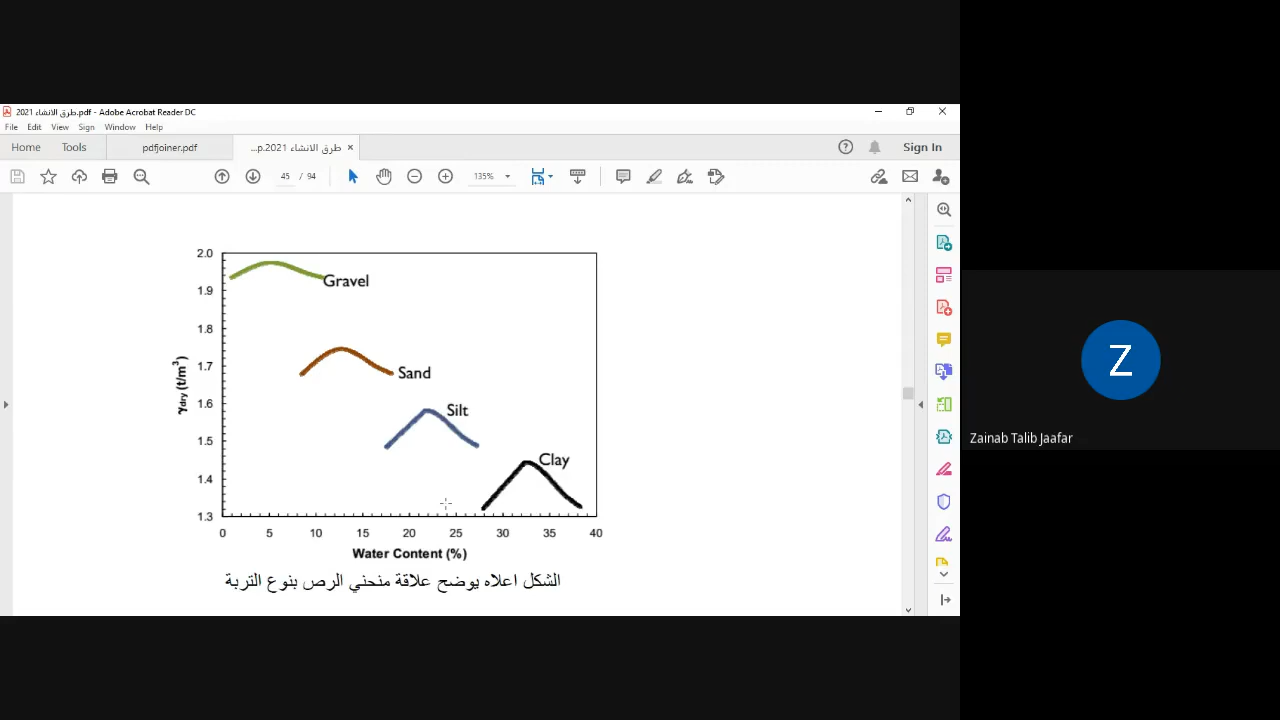 طرق الانشاء 2021.pdf - Adobe Acrobat Reader DC
File Edit View Sign Window Help
Home Tools pdfjoiner.pdf طرق الانشاء 2021.p... × Sign In
45 / 94 135%
2.0
Gravel
1.9
1.8
1.7
Sand
1.6
Silt
1.5
Clay
1.4
1.3
γdry (t/m³)
0 5 10 15 20 25 30 35 40
Water Content (%)
الشكل اعلاه يوضح علاقة منحني الرص بنوع التربة
Z
Zainab Talib Jaafar